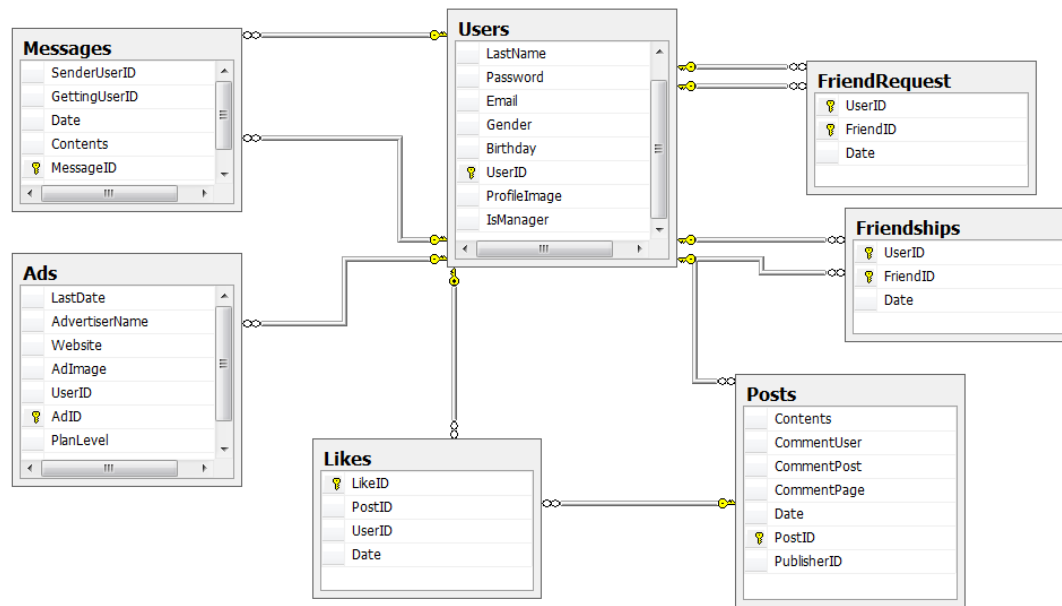 Messages
SenderUserID
GettingUserID
Date
Contents
MessageID
Users
LastName
Password
Email
Gender
Birthday
UserID
ProfileImage
IsManager
FriendRequest
UserID
FriendID
Date
Friendships
UserID
FriendID
Date
Ads
LastDate
AdvertiserName
Website
AdImage
UserID
AdID
PlanLevel
Likes
LikeID
PostID
UserID
Date
Posts
Contents
CommentUser
CommentPost
CommentPage
Date
PostID
PublisherID